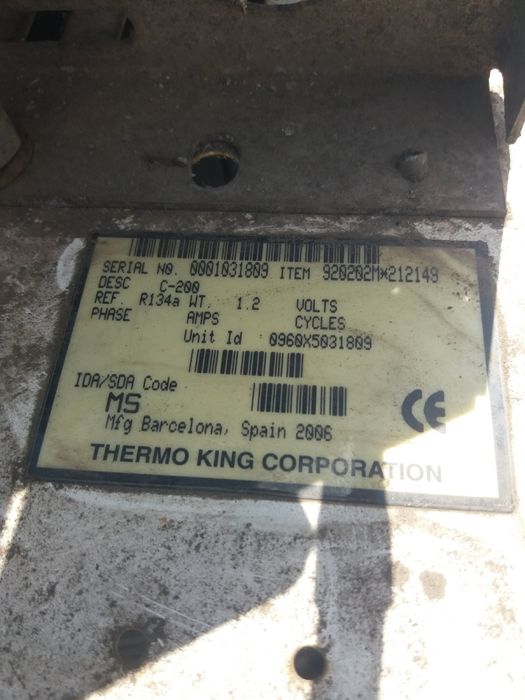 SERIAL NO. 0001031809 ITEM 920202M*212149
DESC C-200
REF. R134a WT. 1.2 VOLTS
PHASE AMPS CYCLES
Unit Id 0960X5031809
IDA/SDA Code
MS
Mfg Barcelona, Spain 2006
CE
THERMO KING CORPORATION